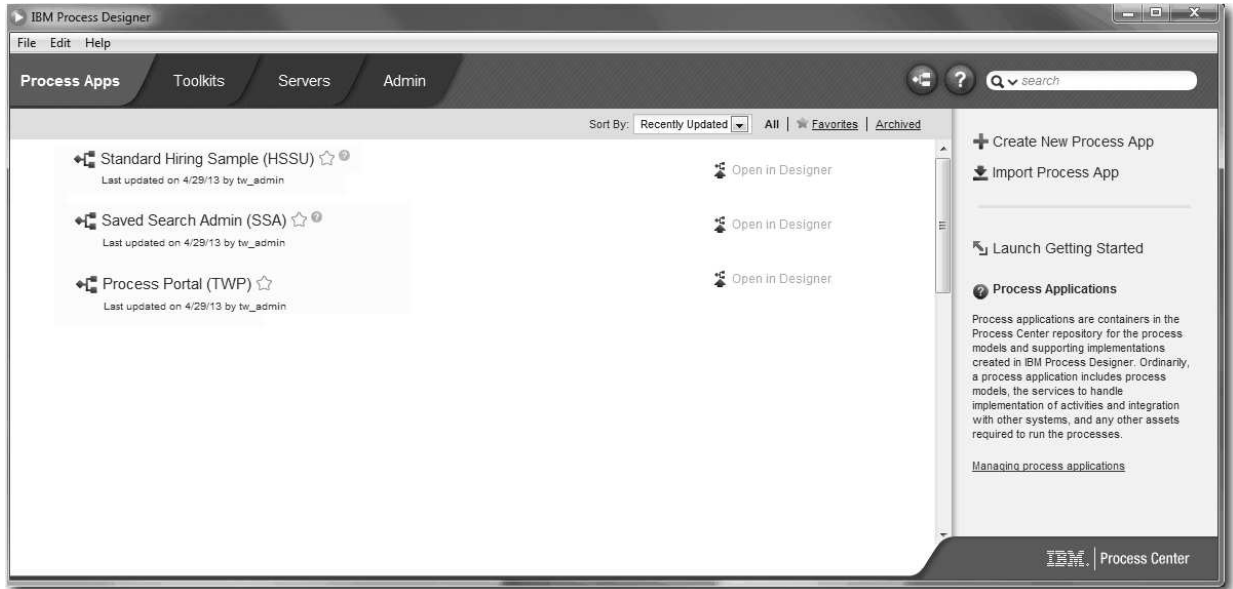 IBM Process Designer
File Edit Help
Process Apps Toolkits Servers Admin
? search
Sort By: Recently Updated All | Favorites | Archived
Standard Hiring Sample (HSSU) ?
Last updated on 4/29/13 by tw_admin
Open in Designer
Saved Search Admin (SSA) ?
Last updated on 4/29/13 by tw_admin
Open in Designer
Process Portal (TWP)
Last updated on 4/29/13 by tw_admin
Open in Designer
Create New Process App
Import Process App
Launch Getting Started
? Process Applications
Process applications are containers in the
Process Center repository for the process
models and supporting implementations
created in IBM Process Designer. Ordinarily,
a process application includes process
models, the services to handle
implementation of activities and integration
with other systems, and any other assets
required to run the processes.
Managing process applications
IBM. | Process Center